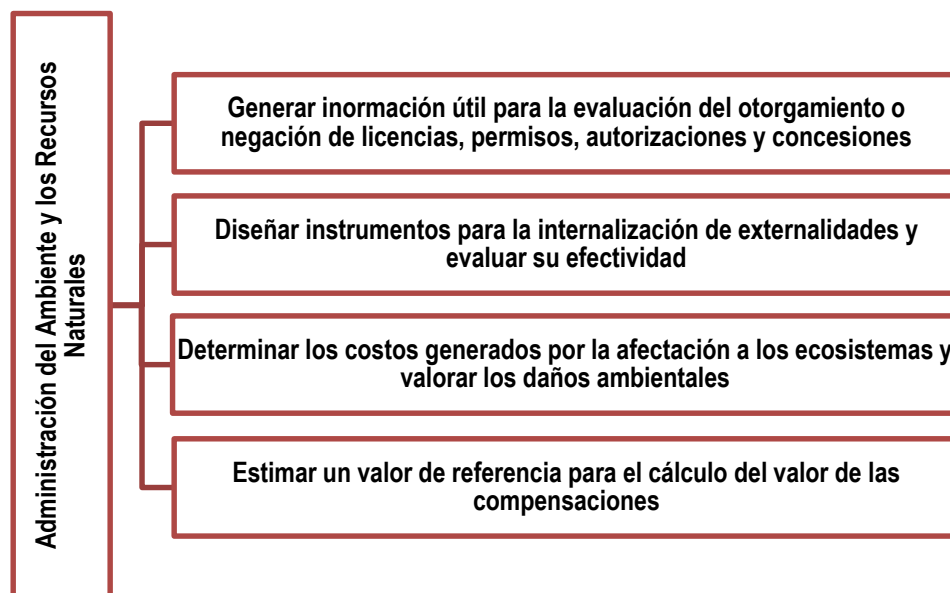 Administración del Ambiente y los Recursos
Naturales
Generar inormación útil para la evaluación del otorgamiento o
negación de licencias, permisos, autorizaciones y concesiones
Diseñar instrumentos para la internalización de externalidades y
evaluar su efectividad
Determinar los costos generados por la afectación a los ecosistemas y
valorar los daños ambientales
Estimar un valor de referencia para el cálculo del valor de las
compensaciones